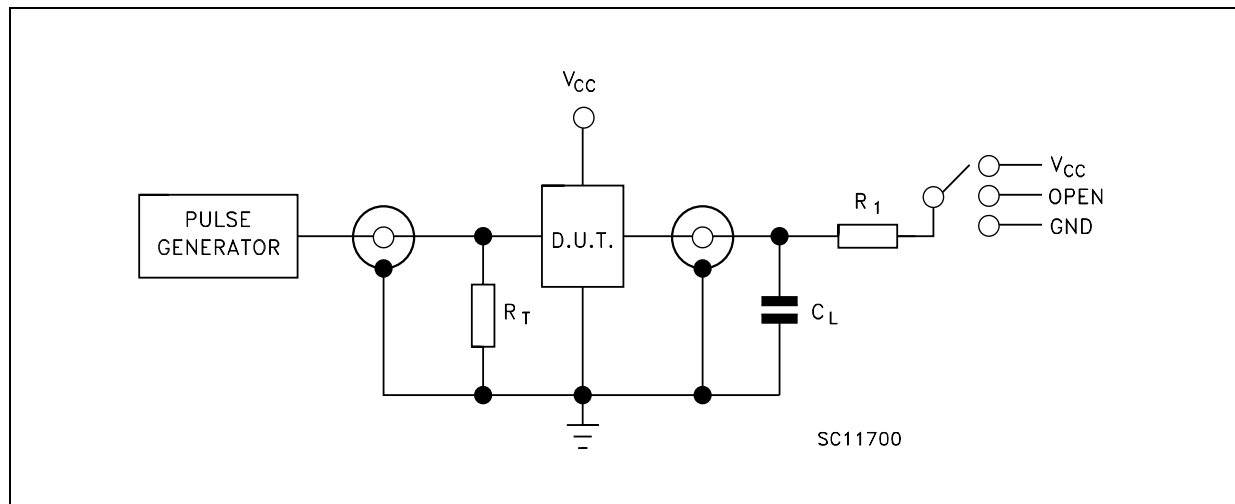 VCC
PULSE
GENERATOR
D.U.T.
RT
R1
CL
VCC
OPEN
GND
SC11700